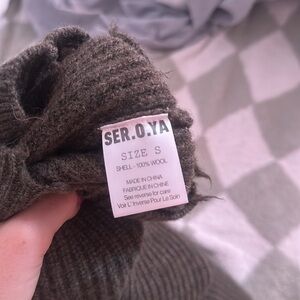 SER.O.YA
SIZE S
SHELL - 100% WOOL
MADE IN CHINA
FABRIQUE EN CHINE
See reverse for care
Voir L'Inverse Pour Le Soin